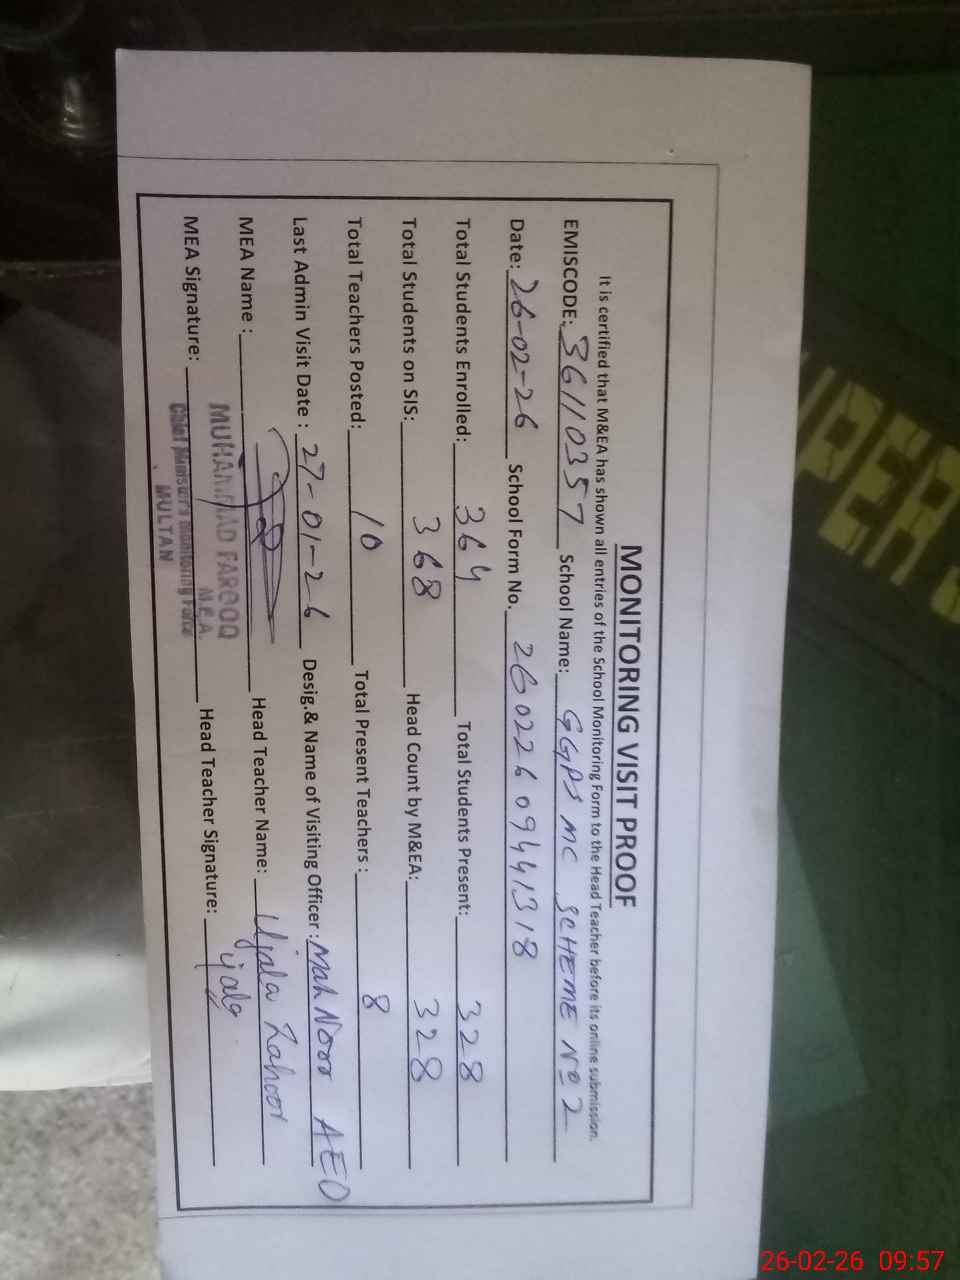 MONITORING VISIT PROOF
It is certified that M&EA has shown all entries of the School Monitoring Form to the Head Teacher before its online submission.
EMISCODE: 36110357 School Name: GGPS MC SCHEME NO 2
Date: 26-02-26 School Form No. 26022609441318
Total Students Enrolled: 364 Total Students Present: 328
Total Students on SIS: 368 Head Count by M&EA: 328
Total Teachers Posted: 10 Total Present Teachers : 8
Last Admin Visit Date : 27-01-26 Desig.& Name of Visiting Officer : Mah Noor AEO
MEA Name : Head Teacher Name: Ujala Zahoor
MEA Signature: Head Teacher Signature:
MUHAMMAD FAROOQ
M.E.A.
Chief Minister's Monitoring Force
MULTAN
26-02-26 09:57